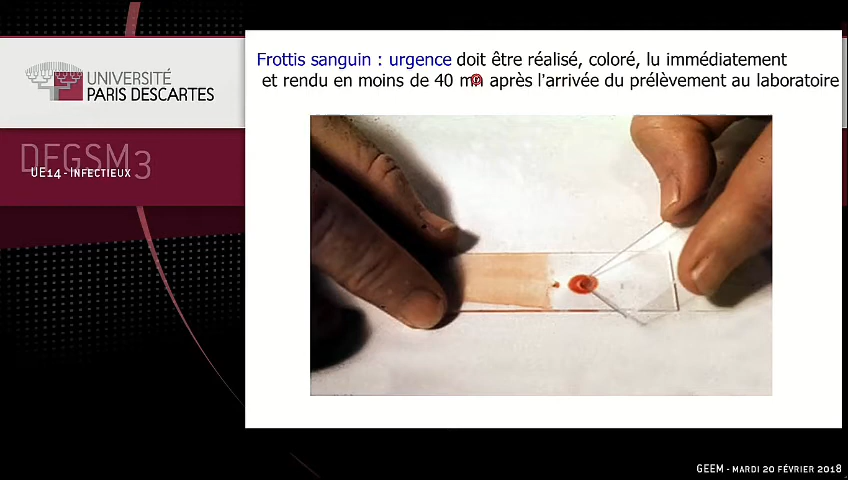 UNIVERSITÉ
PARIS DESCARTES
DFGSM3
UE14 - INFECTIEUX
Frottis sanguin : urgence doit être réalisé, coloré, lu immédiatement
et rendu en moins de 40 mn après l'arrivée du prélèvement au laboratoire
GEEM - MARDI 20 FÉVRIER 2018